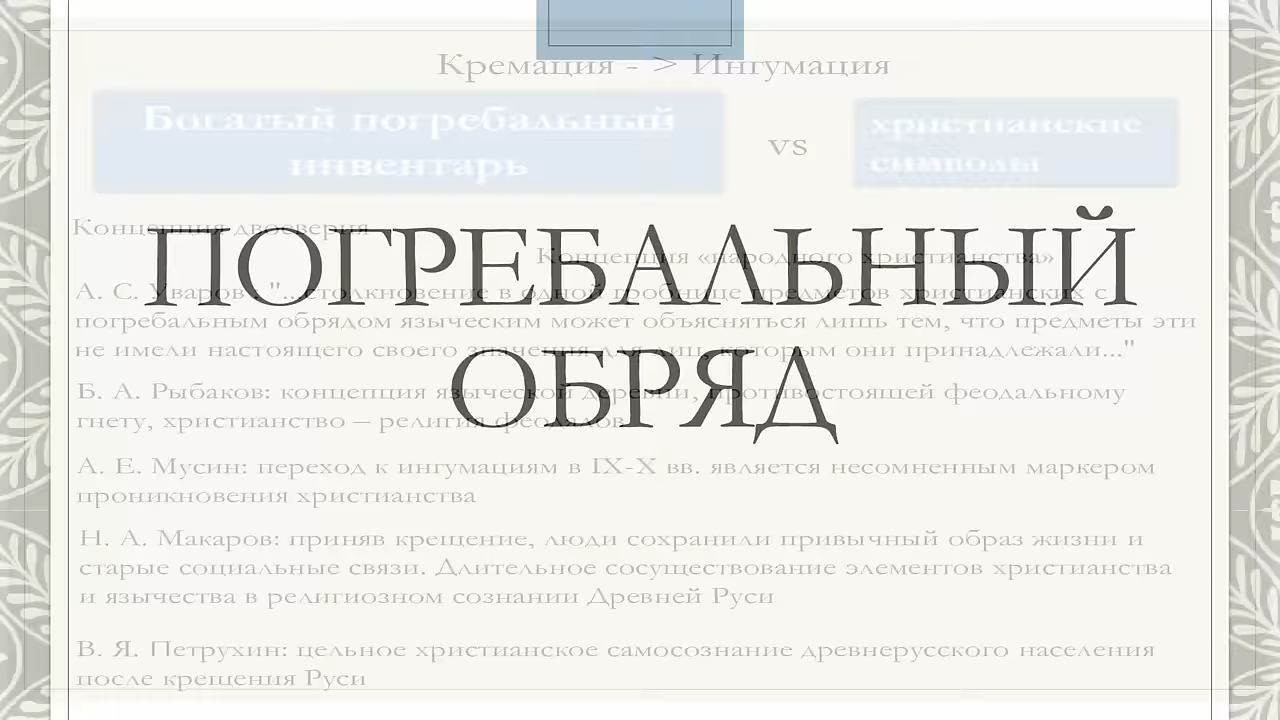 Кремация - > Ингумация
Богатый погребальный
инвентарь
vs
христианские
символы
Концепция двоеверия
Концепция «народного христианства»
ПОГРЕБАЛЬНЫЙ
ОБРЯД
А. С. Уваров : "...столкновение в одной гробнице предметов христианских с
погребальным обрядом языческим может объясняться лишь тем, что предметы эти
не имели настоящего своего значения для лиц, которым они принадлежали..."
Б. А. Рыбаков: концепция языческой деревни, противостоящей феодальному
гнету, христианство – религия феодалов
А. Е. Мусин: переход к ингумациям в IX-X вв. является несомненным маркером
проникновения христианства
Н. А. Макаров: приняв крещение, люди сохранили привычный образ жизни и
старые социальные связи. Длительное сосуществование элементов христианства
и язычества в религиозном сознании Древней Руси
В. Я. Петрухин: цельное христианское самосознание древнерусского населения
после крещения Руси